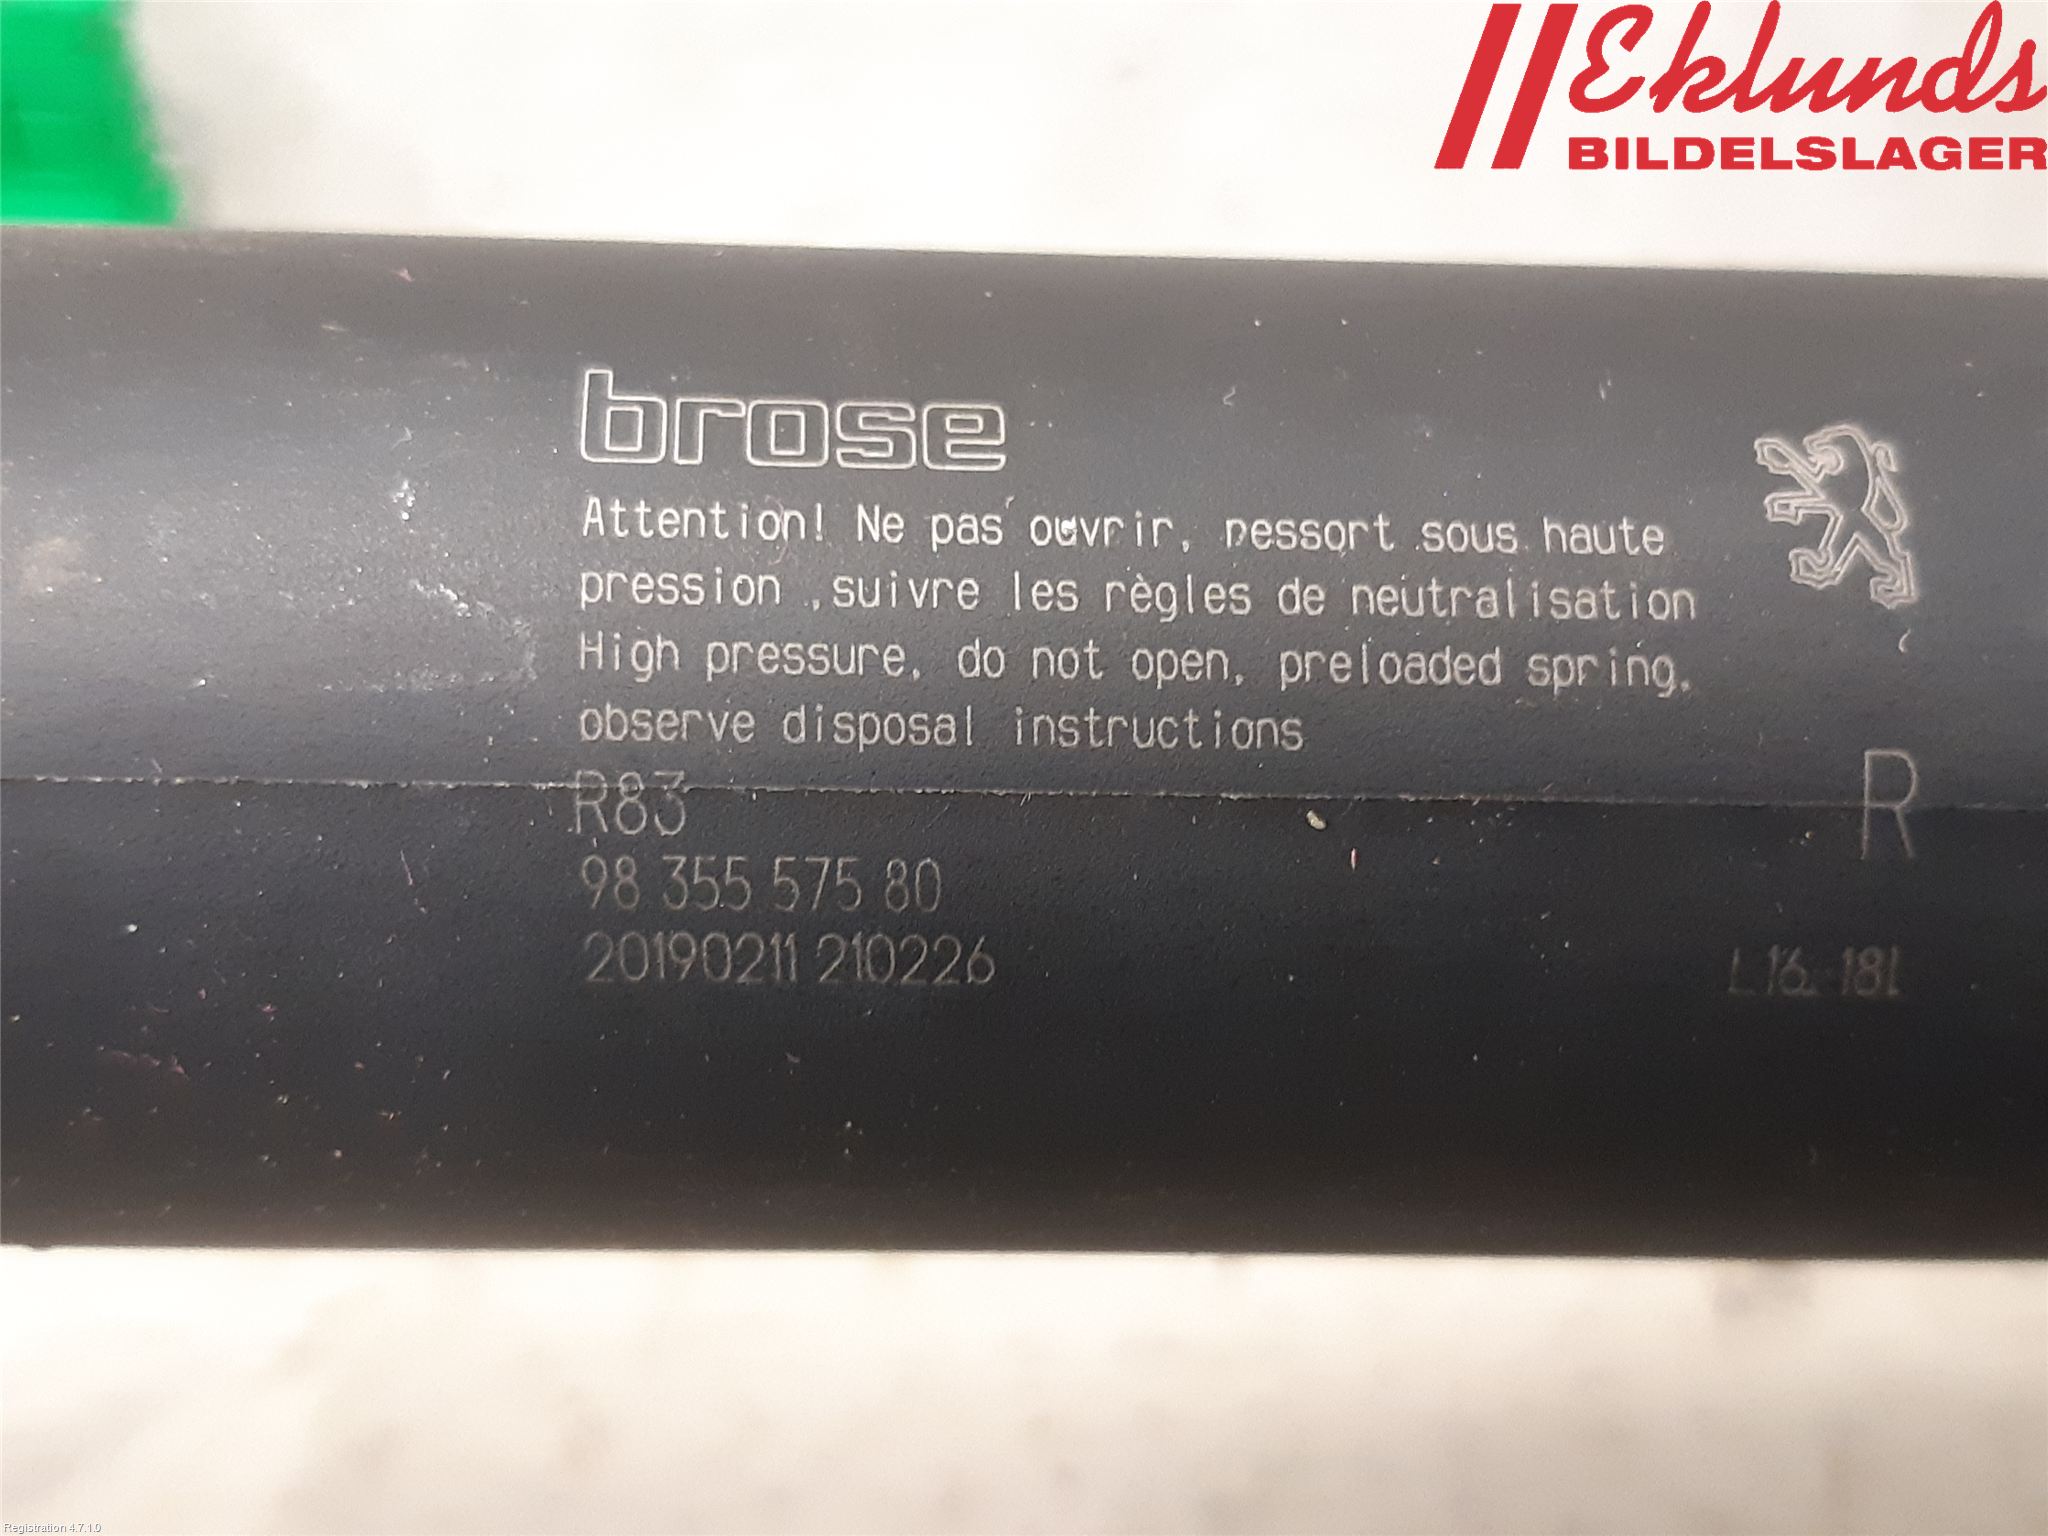 Eklunds
BILDELSLAGER
brose
Attention! Ne pas ouvrir, ressort sous haute
pression ,suivre les règles de neutralisation
High pressure, do not open, preloaded spring,
observe disposal instructions
R83
R
98 355 575 80
20190211 210226
L16
Registration 4.7.1.0